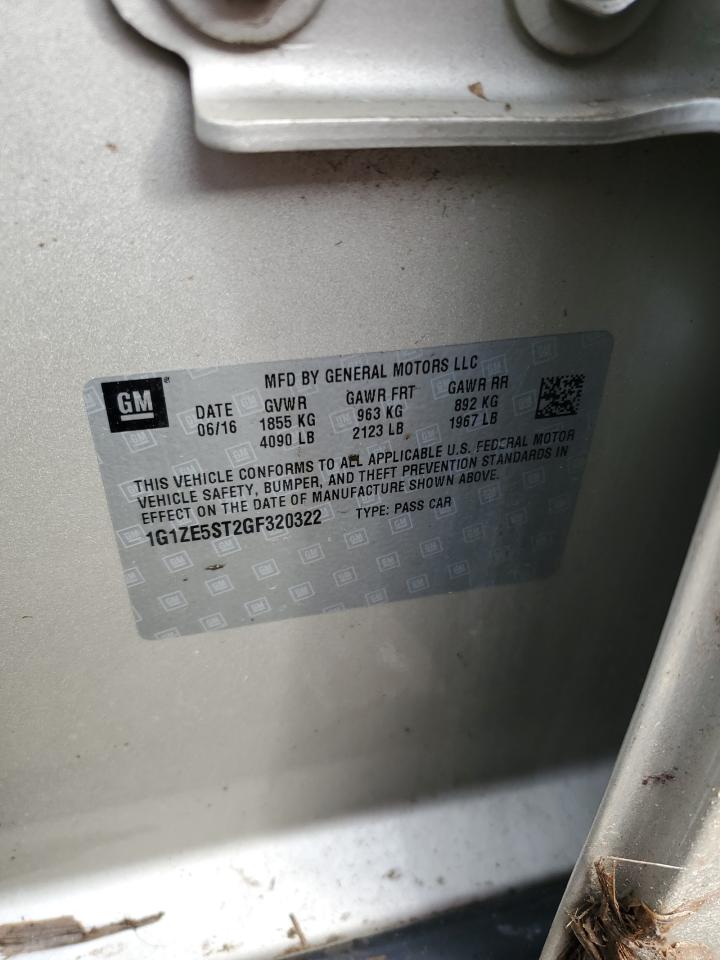 GM
MFD BY GENERAL MOTORS LLC
DATE GVWR GAWR FRT GAWR RR
06/16 1855 KG 963 KG 892 KG
4090 LB 2123 LB 1967 LB
THIS VEHICLE CONFORMS TO ALL APPLICABLE U.S. FEDERAL MOTOR
VEHICLE SAFETY, BUMPER, AND THEFT PREVENTION STANDARDS IN
EFFECT ON THE DATE OF MANUFACTURE SHOWN ABOVE.
1G1ZE5ST2GF320322 TYPE: PASS CAR